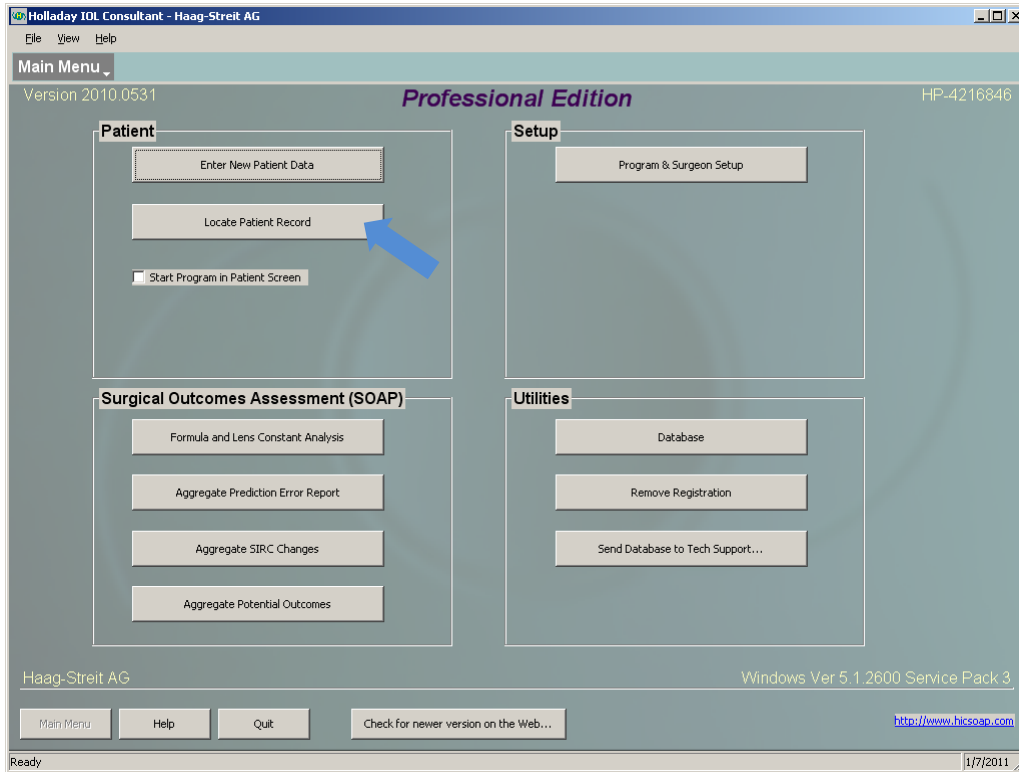 Holladay IOL Consultant - Haag-Streit AG
File View Help
Main Menu
Version 2010.0531
Professional Edition
HP-4216846
Patient
Enter New Patient Data
Locate Patient Record
Start Program in Patient Screen
Setup
Program & Surgeon Setup
Surgical Outcomes Assessment (SOAP)
Formula and Lens Constant Analysis
Aggregate Prediction Error Report
Aggregate SIRC Changes
Aggregate Potential Outcomes
Utilities
Database
Remove Registration
Send Database to Tech Support...
Haag-Streit AG
Windows Ver 5.1.2600 Service Pack 3
Main Menu Help Quit Check for newer version on the Web... http://www.hicsoap.com
Ready 1/7/2011